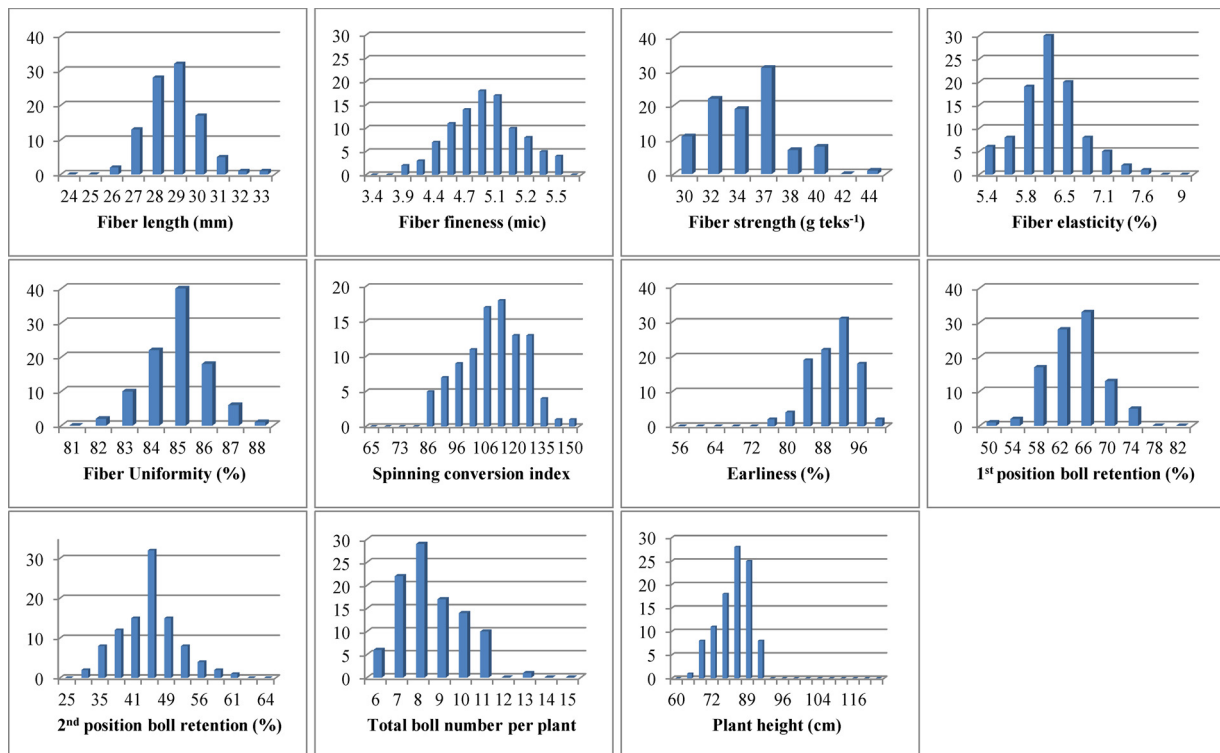 40
30
20
10
0
24 25 26 27 28 29 30 31 32 33
Fiber length (mm)
30
25
20
15
10
5
0
3.4 3.9 4.4 4.7 5.1 5.2 5.5
Fiber fineness (mic)
40
30
20
10
0
30 32 34 37 38 40 42 44
Fiber strength (g teks-1)
30
25
20
15
10
5
0
5.4 5.8 6.5 7.1 7.6 9
Fiber elasticity (%)
40
30
20
10
0
81 82 83 84 85 86 87 88
Fiber Uniformity (%)
20
15
10
5
0
65 73 86 96 106 120 135 150
Spinning conversion index
40
30
20
10
0
56 64 72 80 88 96
Earliness (%)
40
30
20
10
0
50 54 58 62 66 70 74 78 82
1st position boll retention (%)
30
20
10
0
25 35 41 49 56 61 64
2nd position boll retention (%)
30
25
20
15
10
5
0
6 7 8 9 10 11 12 13 14 15
Total boll number per plant
30
25
20
15
10
5
0
60 72 89 96 104 116
Plant height (cm)